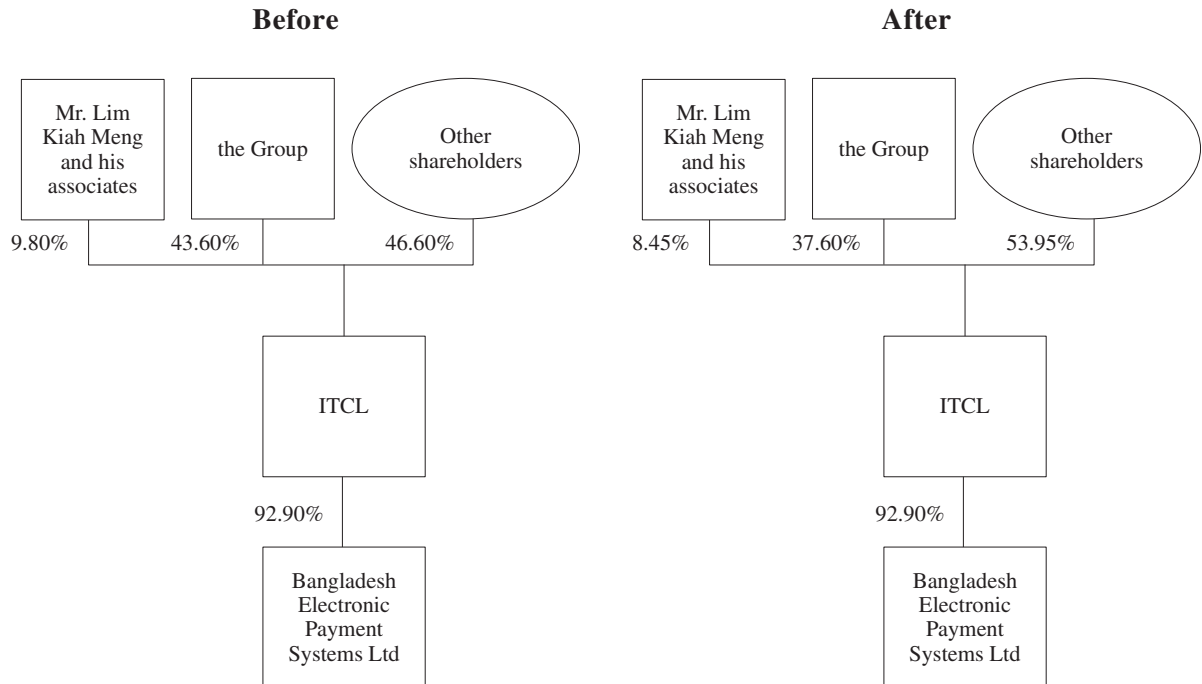 Before
Mr. Lim
Kiah Meng
and his
associates
the Group
Other
shareholders
9.80%
43.60%
46.60%
ITCL
92.90%
Bangladesh
Electronic
Payment
Systems Ltd
After
Mr. Lim
Kiah Meng
and his
associates
the Group
Other
shareholders
8.45%
37.60%
53.95%
ITCL
92.90%
Bangladesh
Electronic
Payment
Systems Ltd